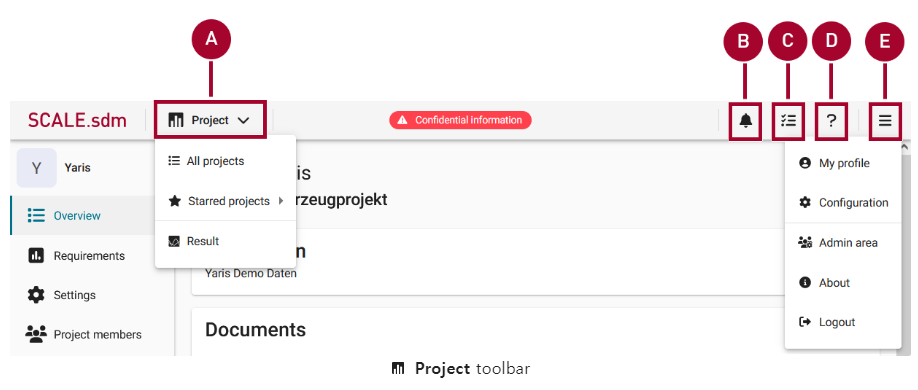 A
B
C
D
E
SCALE.sdm
Project
Confidential information
?
Y
Yaris
Overview
Requirements
Settings
Project members
All projects
Starred projects
Result
is
rzeugprojekt
n
Yaris Demo Daten
Documents
My profile
Configuration
Admin area
About
Logout
Project toolbar